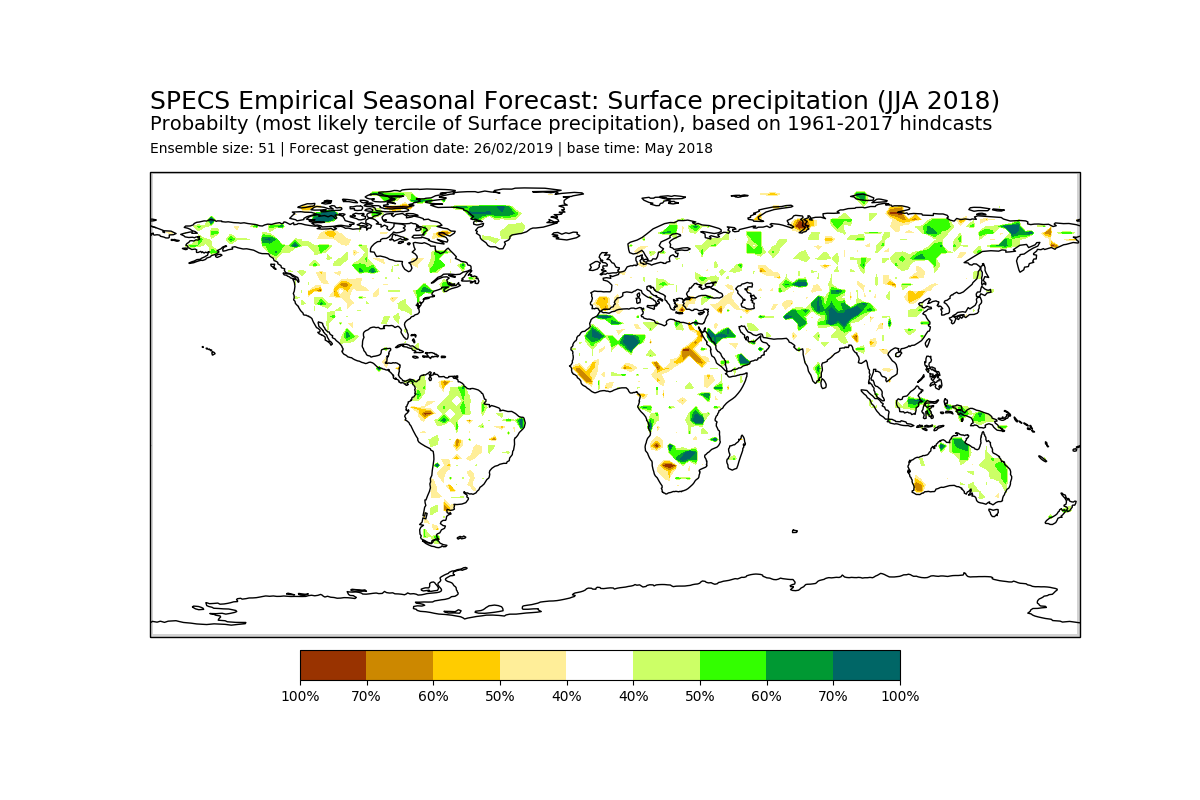 SPECS Empirical Seasonal Forecast: Surface precipitation (JJA 2018)
Probabilty (most likely tercile of Surface precipitation), based on 1961-2017 hindcasts
Ensemble size: 51 | Forecast generation date: 26/02/2019 | base time: May 2018
100% 70% 60% 50% 40% 40% 50% 60% 70% 100%